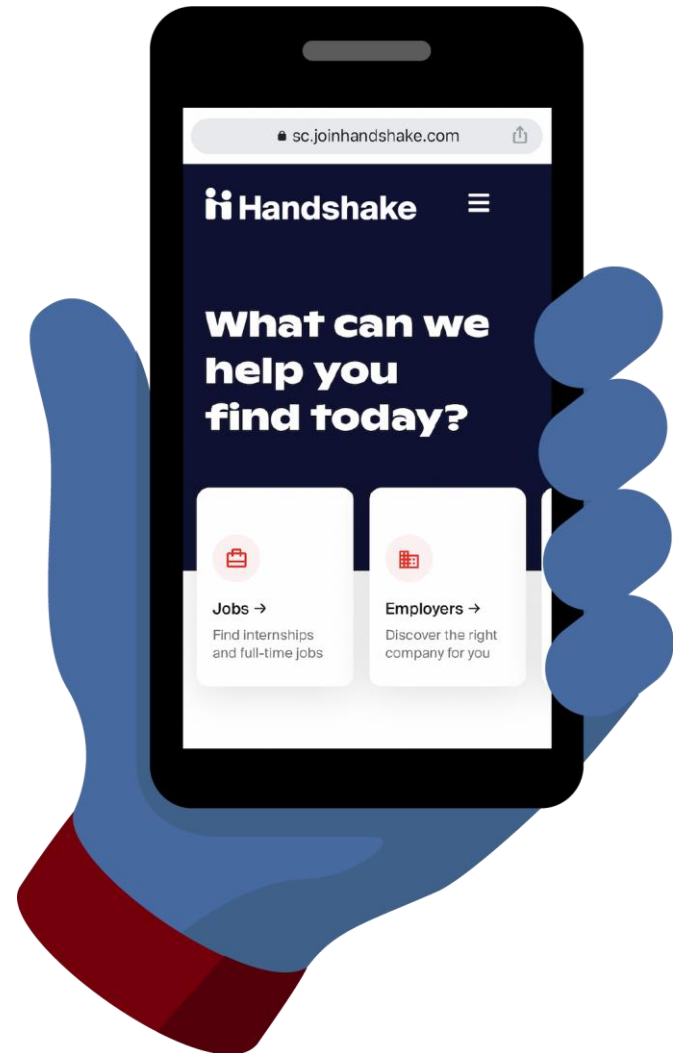 sc.joinhandshake.com
Handshake
What can we
help you
find today?
Jobs →
Find internships
and full-time jobs
Employers →
Discover the right
company for you